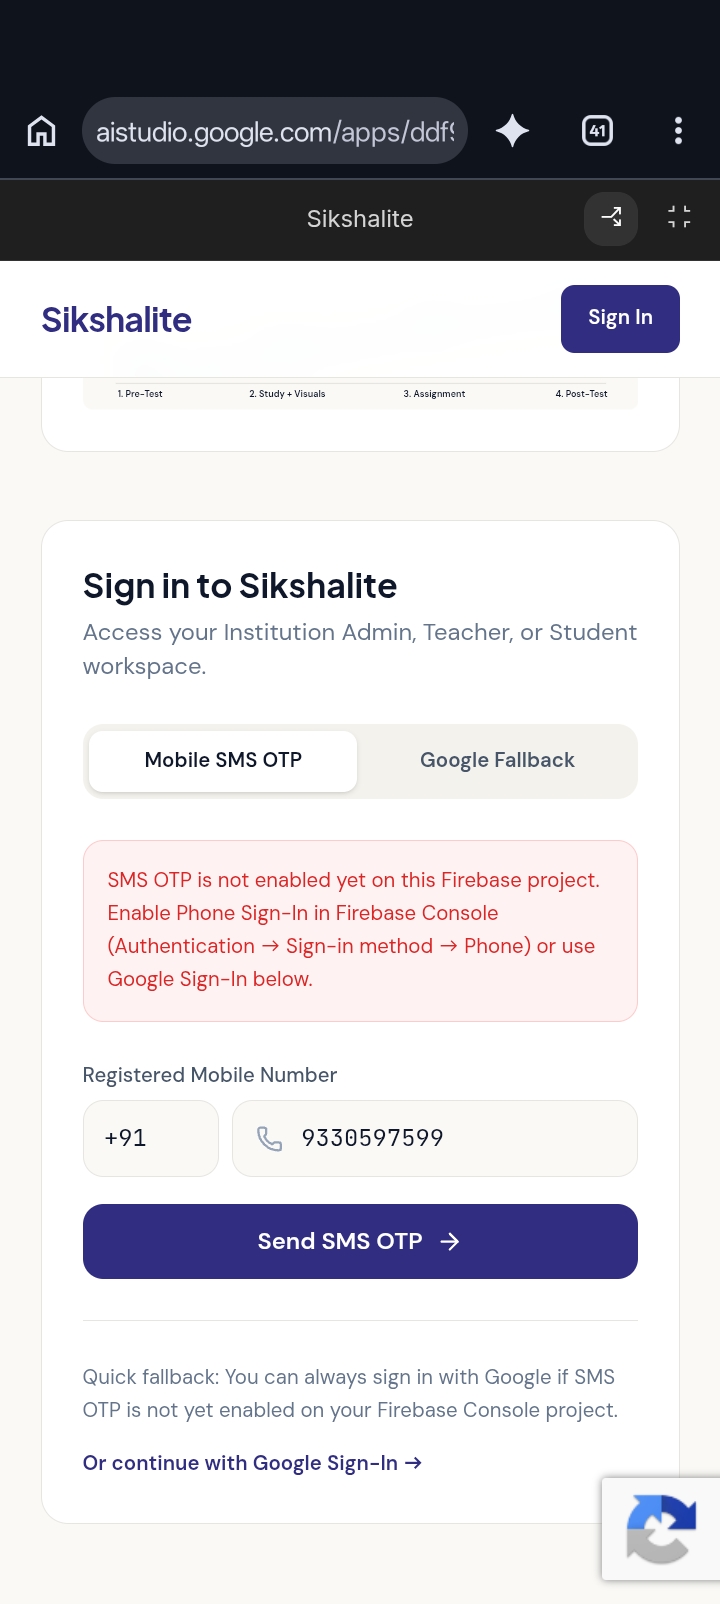 aistudio.google.com/apps/ddf
41
Sikshalite
Sikshalite
Sign In
1. Pre-Test
2. Study + Visuals
3. Assignment
4. Post-Test
Sign in to Sikshalite
Access your Institution Admin, Teacher, or Student
workspace.
Mobile SMS OTP
Google Fallback
SMS OTP is not enabled yet on this Firebase project.
Enable Phone Sign-In in Firebase Console
(Authentication → Sign-in method → Phone) or use
Google Sign-In below.
Registered Mobile Number
+91
9330597599
Send SMS OTP →
Quick fallback: You can always sign in with Google if SMS
OTP is not yet enabled on your Firebase Console project.
Or continue with Google Sign-In →